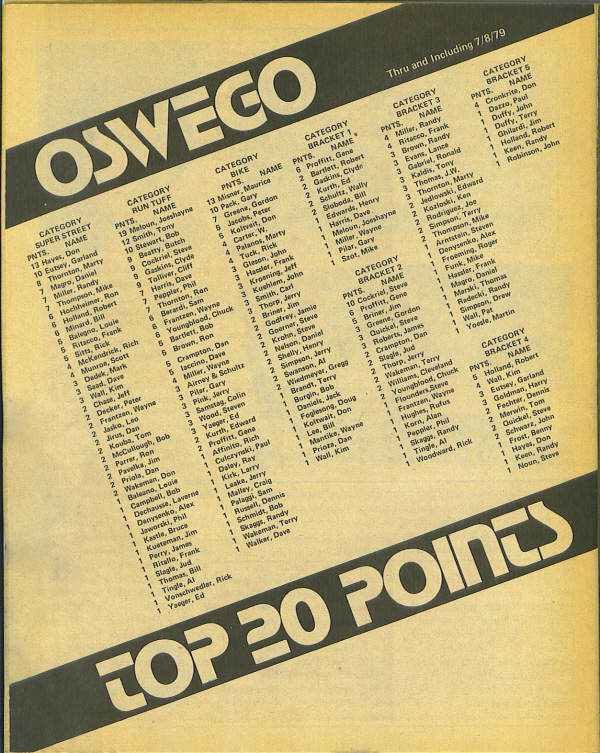 OSWEGO
Thru and Including 7/8/79
CATEGORY
SUPER STREET
PNTS. NAME
13 Hayes, Don
10 Eutsey, Garland
8 Thornton, Marty
7 Magro, Daniel
7 Miller, Randy
7 Thompson, Mike
6 Hochheimer, Ron
6 Holland, Robert
5 Minard, Bill
5 Baleano, Louie
5 Ritacco, Frank
5 Sitts, Rick
4 McKendrick, Rich
4 Munroe, Scott
3 Dedek, Mark
3 Spad, Dave
3 Wall, Kim
2 Chase, Jeff
2 Decker, Peter
2 Frantzan, Wayne
2 Jasko, Leo
2 Jirus, Dan
2 Kouba, Tom
2 McCullough, Bob
2 Parrer, Ron
2 Pavelka, Jim
2 Priola, Dan
2 Wakeman, Don
1 Baleano, Louie
1 Campbell, Bob
1 Dechausse, Laverne
1 Denysenko, Alex
1 Jaworski, Phil
1 Kastle, Bruce
1 Kueteman, Jim
1 Perry, James
1 Ritallo, Frank
1 Slagle, Jud
1 Thomas, Bill
1 Tingle, Al
1 Vonschwedler, Rick
1 Yaeger, Ed
CATEGORY
RUN TUFF
PNTS. NAME
19 Meloun, Joeshayne
12 Smith, Tony
10 Stewart, Bob
9 Beatty, Butch
9 Cockriel, Steve
9 Gaskins, Clyde
8 Tolliver, Cliff
7 Harris, Dave
7 Peppler, Phil
7 Thornton, Ron
6 Berardi, Sam
6 Frantzen, Wayne
6 Youngblood, Chuck
5 Bartlett, Bob
5 Brown, Ron
5 Crampton, Dan
5 Iaccino, Dave
4 Miller, Wayne
4 Airney & Schultz
3 Pilar, Gary
3 Pink, Jerry
3 Samstag, Colin
3 Wood, Steven
3 Yaeger, Ed
2 Kurth, Edward
2 Proffitt, Gene
1 Affinito, Rich
1 Culczynski, Paul
1 Daley, Ray
1 Kirk, Larry
1 Leake, Jerry
1 Malley, Craig
1 Palaggi, Sam
1 Russell, Dennis
1 Schmidt, Bob
1 Skaggs, Randy
1 Wakeman, Terry
1 Walker, Dave
CATEGORY
BIKE
PNTS. NAME
13 Misner, Maurice
10 Pack, Gary
7 Greene, Gordon
5 Jacobs, Peter
5 Koltveit, Don
4 Carter, W.
4 Palanos, Marty
4 Tuck, Rick
3 Gleason, John
3 Hassler, Frank
3 Kroening, Jeff
3 Kuehlem, John
3 Smith, Carl
3 Thorp, Jerry
2 Briner, Jim
2 Godfrey, Jamie
2 Goerner, Steve
2 Krohn, Steve
2 Nelson, Daniel
2 Shelly, Henry
2 Simpson, Jerry
2 Swanson, Al
2 Wiedmeyer, Gregg
1 Brandt, Terry
1 Burgin, Bob
1 Daniels, Jack
1 Foglesong, Doug
1 Koltvait, Don
1 Lee, Bill
1 Mantike, Wayne
1 Prioza, Dan
1 Wall, Kim
CATEGORY
BRACKET 1
PNTS. NAME
6 Proffitt, Gene
2 Bartlett, Robert
2 Gaskins, Clyde
2 Kurth, Ed
2 Schultz, Wally
2 Sloboda, Bill
1 Edwards, Henry
1 Harris, Dave
1 Meloun, Joeshayne
1 Miller, Wayne
1 Pilar, Gary
1 Szot, Mike
CATEGORY
BRACKET 2
PNTS. NAME
10 Cockriel, Steve
6 Proffitt, Gene
5 Briner, Jim
3 Greene, Gordon
3 Quickel, Steve
3 Roberts, James
2 Crampton, Dan
2 Slagle, Jud
2 Thorp, Jerry
2 Wakeman, Terry
2 Williams, Cleveland
2 Youngblood, Chuck
1 Flounders, Steve
1 Frantzen, Wayne
1 Hughes, Rufus
1 Korn, Alan
1 Peppler, Phil
1 Skaggs, Randy
1 Tingle, Al
1 Woodward, Rick
CATEGORY
BRACKET 3
PNTS. NAME
4 Miller, Randy
4 Ritacco, Frank
4 Brown, Randy
3 Evans, Lance
3 Gabriel, Ronald
3 Kaldis, Tony
3 Thomas, J.W.
3 Thornton, Marty
2 Jedlenski, Edward
2 Kozloski, Ken
2 Rodriguez, Joe
2 Simpson, Terry
2 Thompson, Mike
1 Arnstein, Steve
1 Denysenko, Alex
1 Froeming, Roger
1 Funk, Mike
1 Hassler, Frank
1 Magro, Daniel
1 Marski, Thomas
1 Radecki, Randy
1 Simpson, Drew
1 Wall, Pat
1 Yoesle, Martin
CATEGORY
BRACKET 4
PNTS. NAME
5 Holland, Robert
4 Wall, Kim
3 Eutsey, Garland
2 Goldman, Harry
2 Fechter, Dennis
2 Merwin, Tom
2 Quickel, Steve
2 Schwarz, John
1 Frost, Benny
1 Hayes, Don
1 Keen, Randy
1 Noun, Steve
CATEGORY
BRACKET 5
PNTS. NAME
4 Cronkrite, Don
2 Dazzo, Paul
1 Duffy, John
1 Duffy, Terry
1 Ghilardi, Jim
1 Holland, Robert
1 Keen, Randy
1 Robinson, John
TOP 20 POINTS